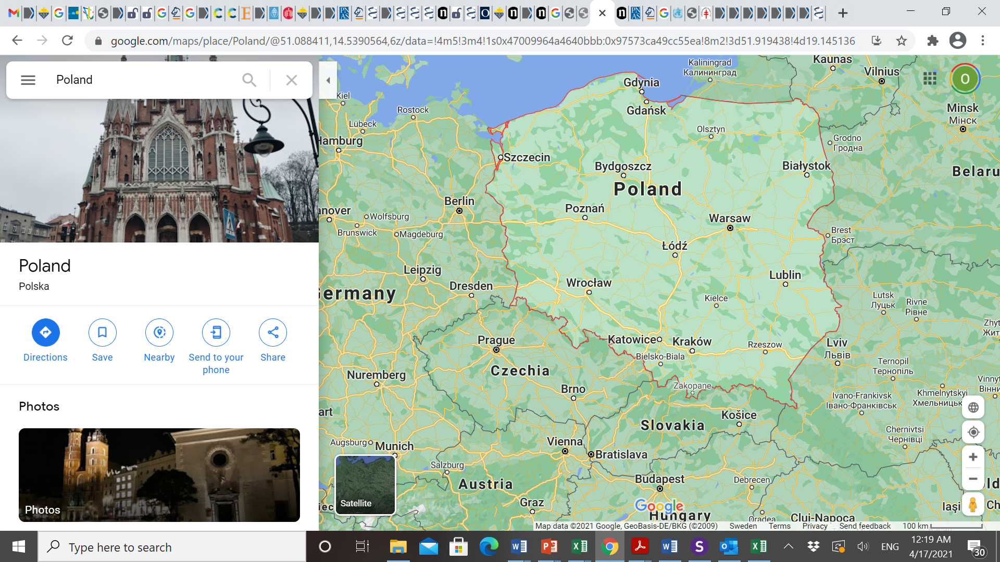 google.com/maps/place/Poland/@51.088411,14.5390564,6z/data=!4m5!3m4!1s0x47009964a4640bbb:0x97573ca49cc55ea!8m2!3d51.919438!4d19.145136
Poland
Poland
Polska
Directions
Save
Nearby
Send to your
phone
Share
Photos
Photos
Kaliningrad
Калининград
Kaunas
Vilnius
Gdynia
Gdańsk
Kiel
Rostock
Lübeck
Hamburg
Olsztyn
Minsk
Мінск
Grodno
Гродна
Szczecin
Bydgoszcz
Białystok
Belaru
Poland
Berlin
Poznań
Warsaw
anover
Wolfsburg
Brunswick
Magdeburg
Brest
Брэст
Łódź
Leipzig
Dresden
Wrocław
Lublin
ermany
Kielce
Lutsk
Луцьк
Rivne
Рівне
Zhyt
Жит
Prague
Katowice
Kraków
Rzeszow
Lviv
Львів
Bielsko-Biala
Ternopil
Тернопіль
Czechia
Nuremberg
Brno
Zakopane
Vinnyt
Вінни
Khmelnytskyi
Хмельницьк
Ivano-Frankivsk
Івано-Франківськ
art
Košice
Slovakia
Chernivtsi
Чернівці
Augsburg
Munich
Vienna
Bratislava
Salzburg
Austria
Budapest
Debrecen
ld
Satellite
iec
Graz
Google
Hungary
Oradea
Cluj-Napoca
Iaşi
Ch
Map data ©2021 Google, GeoBasis-DE/BKG (©2009)
Sweden
Terms
Privacy
Send feedback
100 km
O
Type here to search
ENG
12:19 AM
4/17/2021
30